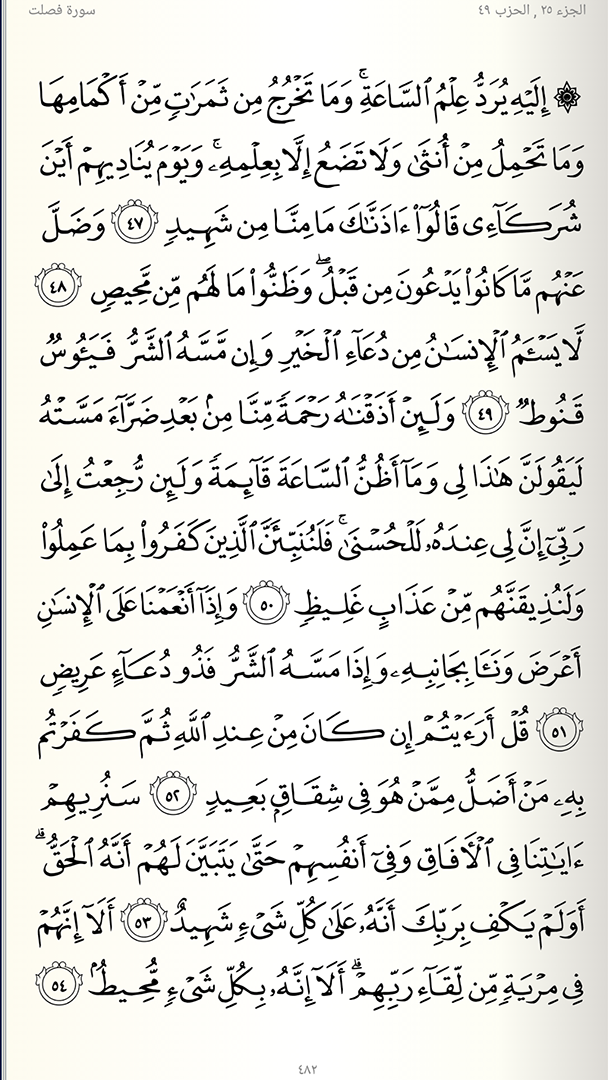 الجزء ٢٥ , الحزب ٤٩
سورة فصلت
۞ إِلَيْهِ يُرَدُّ عِلْمُ ٱلسَّاعَةِۚ وَمَا تَخْرُجُ مِن ثَمَرَٰتٍ مِّنْ أَكْمَامِهَا
وَمَا تَحْمِلُ مِنْ أُنثَىٰ وَلَا تَضَعُ إِلَّا بِعِلْمِهِۦۚ وَيَوْمَ يُنَادِيهِمْ أَيْنَ
شُرَكَآءِى قَالُوٓا۟ ءَاذَنَّـٰكَ مَا مِنَّا مِن شَهِيدٍ ٤٧ وَضَلَّ
عَنْهُم مَّا كَانُوا۟ يَدْعُونَ مِن قَبْلُۖ وَظَنُّوا۟ مَا لَهُم مِّن مَّحِيصٍ ٤٨
لَّا يَسْـَٔمُ ٱلْإِنسَـٰنُ مِن دُعَآءِ ٱلْخَيْرِ وَإِن مَّسَّهُ ٱلشَّرُّ فَيَـُٔوسٌ
قَنُوطٌ ٤٩ وَلَئِنْ أَذَقْنَـٰهُ رَحْمَةً مِّنَّا مِنۢ بَعْدِ ضَرَّآءَ مَسَّتْهُ
لَيَقُولَنَّ هَـٰذَا لِى وَمَآ أَظُنُّ ٱلسَّاعَةَ قَآئِمَةً وَلَئِن رُّجِعْتُ إِلَىٰ
رَبِّىٓ إِنَّ لِى عِندَهُۥ لَلْحُسْنَىٰۚ فَلَنُنَبِّئَنَّ ٱلَّذِينَ كَفَرُوا۟ بِمَا عَمِلُوا۟
وَلَنُذِيقَنَّهُم مِّنْ عَذَابٍ غَلِيظٍ ٥٠ وَإِذَآ أَنْعَمْنَا عَلَى ٱلْإِنسَـٰنِ
أَعْرَضَ وَنَـَٔا بِجَانِبِهِۦ وَإِذَا مَسَّهُ ٱلشَّرُّ فَذُو دُعَآءٍ عَرِيضٍ
٥١ قُلْ أَرَءَيْتُمْ إِن كَانَ مِنْ عِندِ ٱللَّهِ ثُمَّ كَفَرْتُم
بِهِۦ مَنْ أَضَلُّ مِمَّنْ هُوَ فِى شِقَاقٍۭ بَعِيدٍ ٥٢ سَنُرِيهِمْ
ءَايَـٰتِنَا فِى ٱلْـَٔافَاقِ وَفِىٓ أَنفُسِهِمْ حَتَّىٰ يَتَبَيَّنَ لَهُمْ أَنَّهُ ٱلْحَقُّۗ
أَوَلَمْ يَكْفِ بِرَبِّكَ أَنَّهُۥ عَلَىٰ كُلِّ شَىْءٍ شَهِيدٌ ٥٣ أَلَآ إِنَّهُمْ
فِى مِرْيَةٍ مِّن لِّقَآءِ رَبِّهِمْۗ أَلَآ إِنَّهُۥ بِكُلِّ شَىْءٍ مُّحِيطٌۢ ٥٤
٤٨٢